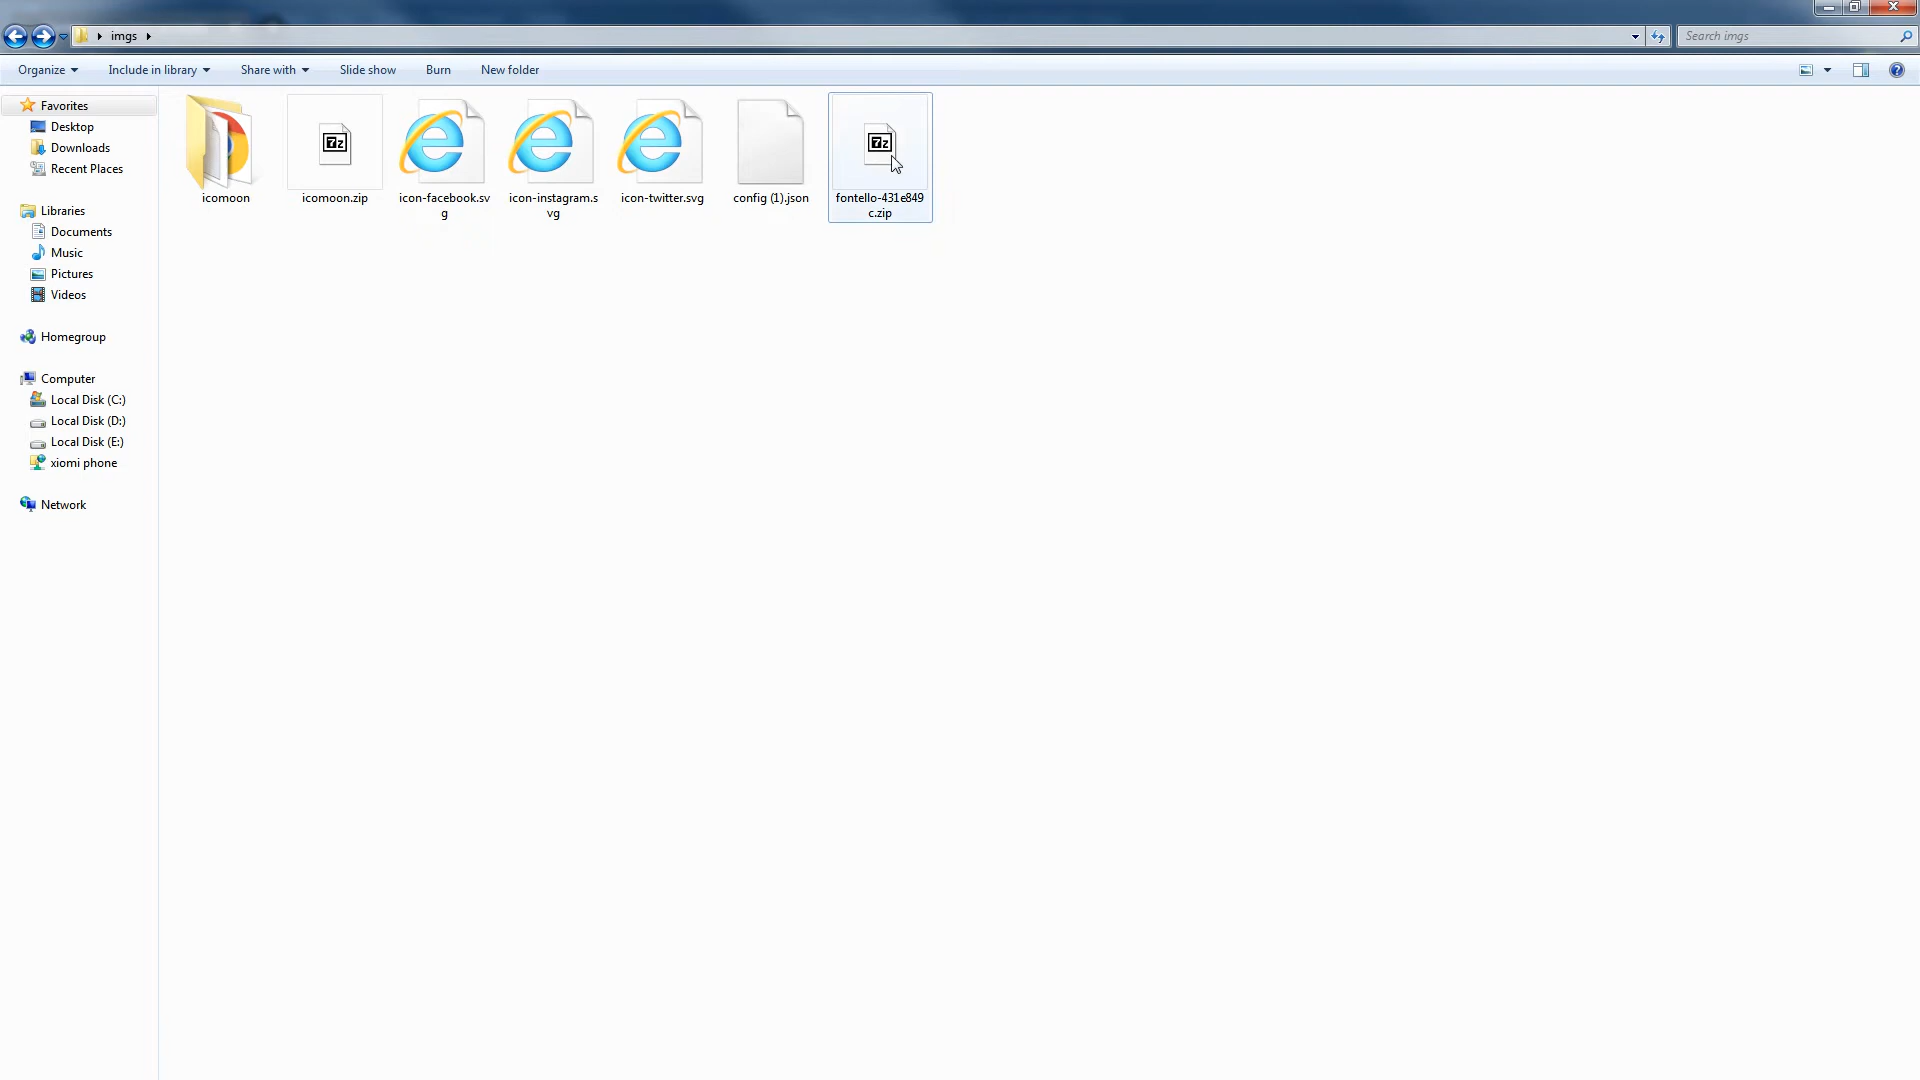 imgs
Search imgs
Organize Include in library Share with Slide show Burn New folder
Favorites
Desktop
Downloads
Recent Places
Libraries
Documents
Music
Pictures
Videos
Homegroup
Computer
Local Disk (C:)
Local Disk (D:)
Local Disk (E:)
xiomi phone
Network
7z
7z
icomoon
icomoon.zip
icon-facebook.sv
g
icon-instagram.s
vg
icon-twitter.svg
config (1).json
fontello-431e849
c.zip